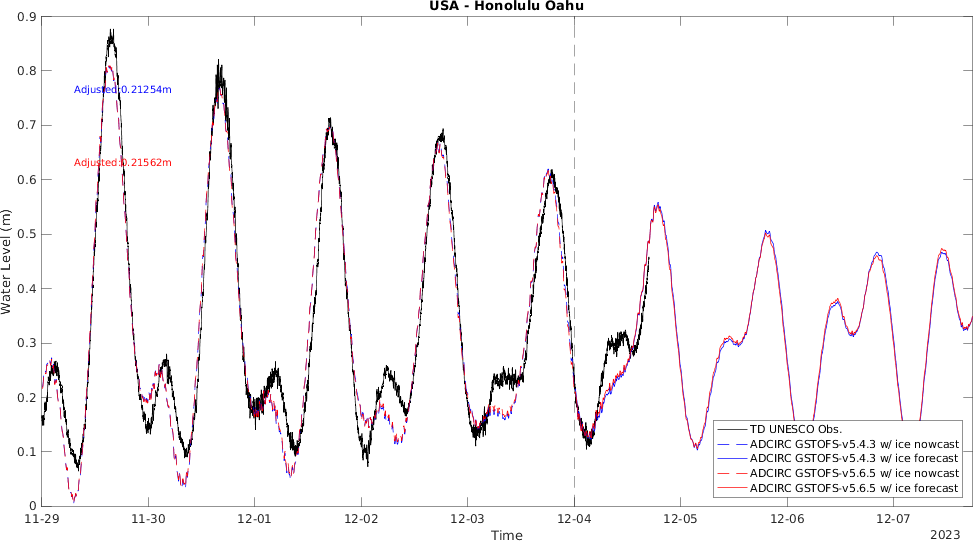 USA - Honolulu Oahu
0.9
0.8
Adjusted:0.21254m
0.7
Adjusted:0.21562m
0.6
0.5
Water Level (m)
0.4
0.3
0.2
0.1
0
TD UNESCO Obs.
ADCIRC GSTOFS-v5.4.3 w/ ice nowcast
ADCIRC GSTOFS-v5.4.3 w/ ice forecast
ADCIRC GSTOFS-v5.6.5 w/ ice nowcast
ADCIRC GSTOFS-v5.6.5 w/ ice forecast
11-29 11-30 12-01 12-02 12-03 12-04 12-05 12-06 12-07
Time
2023